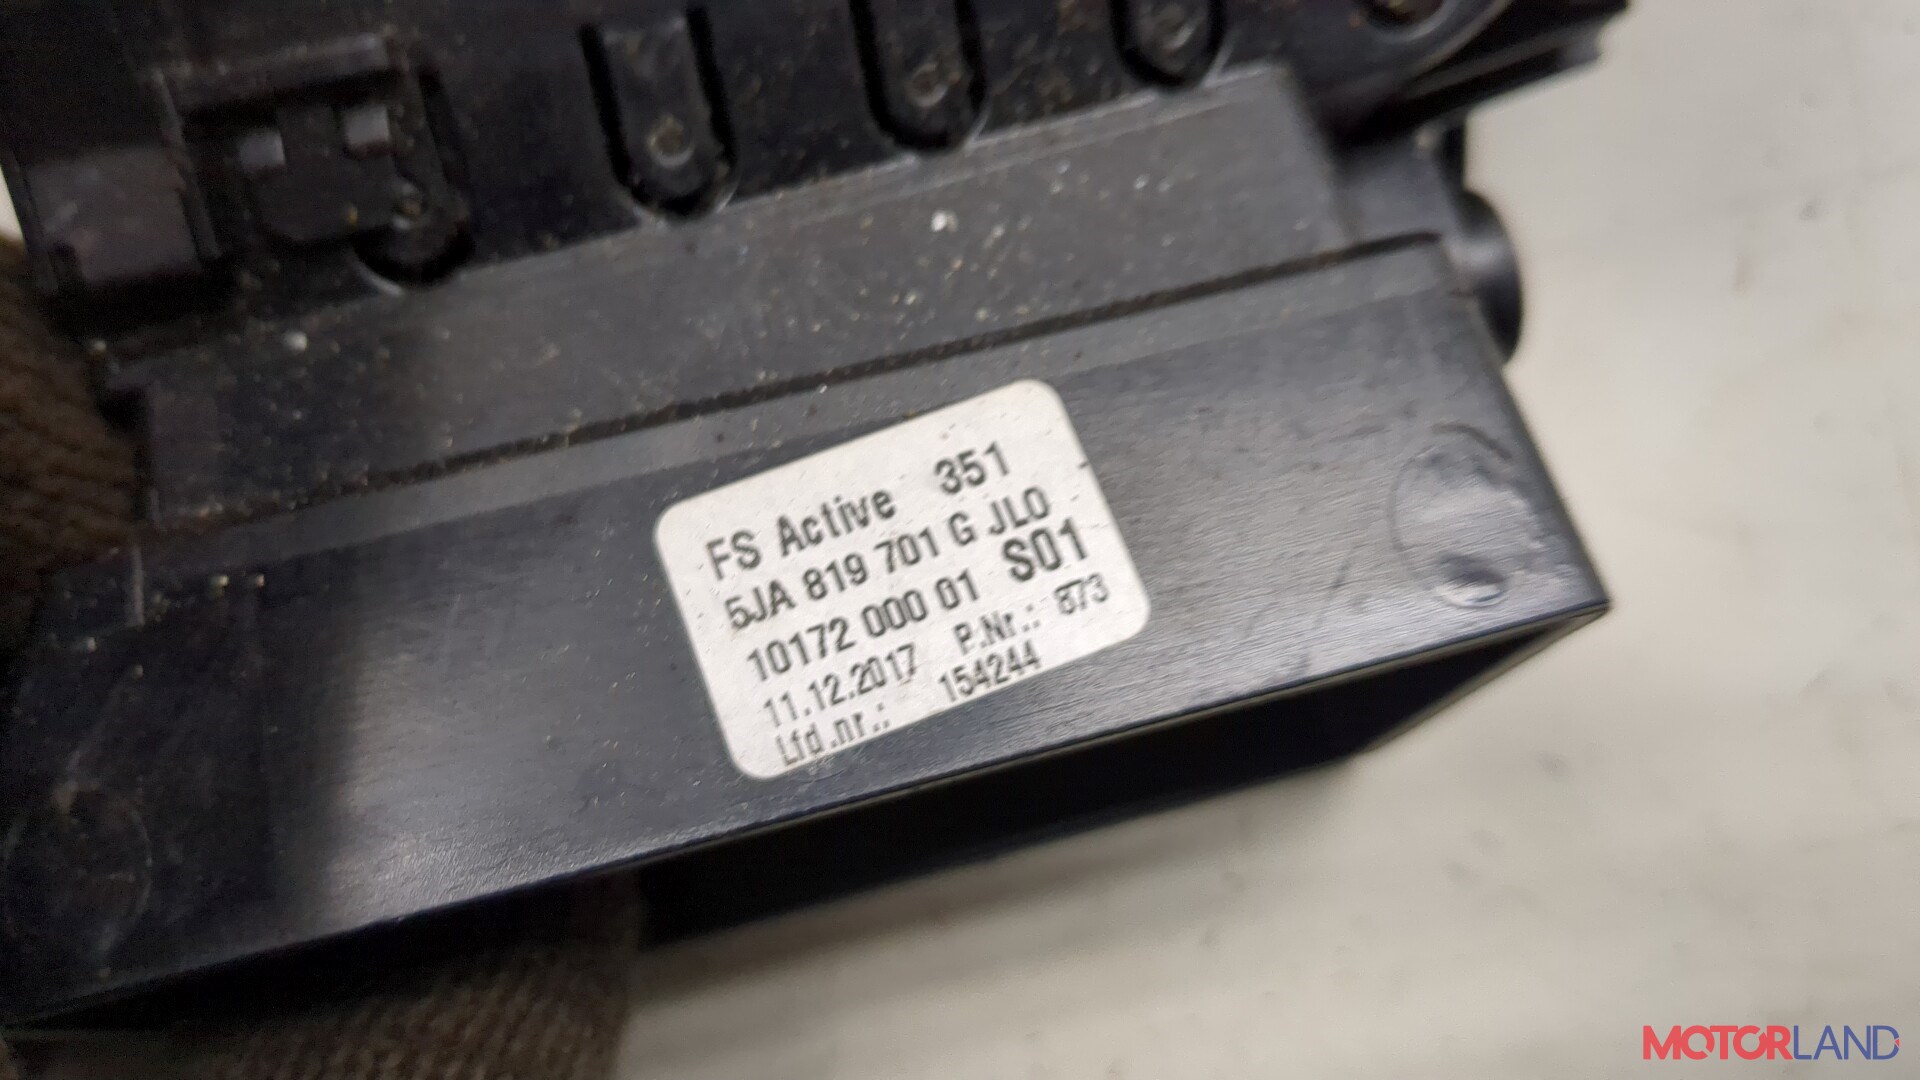 FS Active 351
5JA 819 701 G JL0
10172 000 01 S01
11.12.2017 P.Nr.: 873
Lfd.nr.: 154244
MOTORLAND